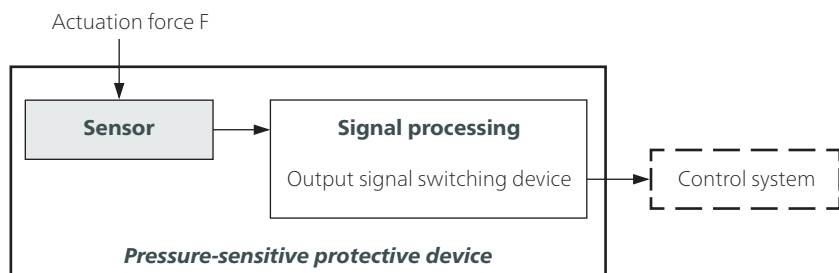 Actuation force F
Sensor
Signal processing
Output signal switching device
Control system
Pressure-sensitive protective device